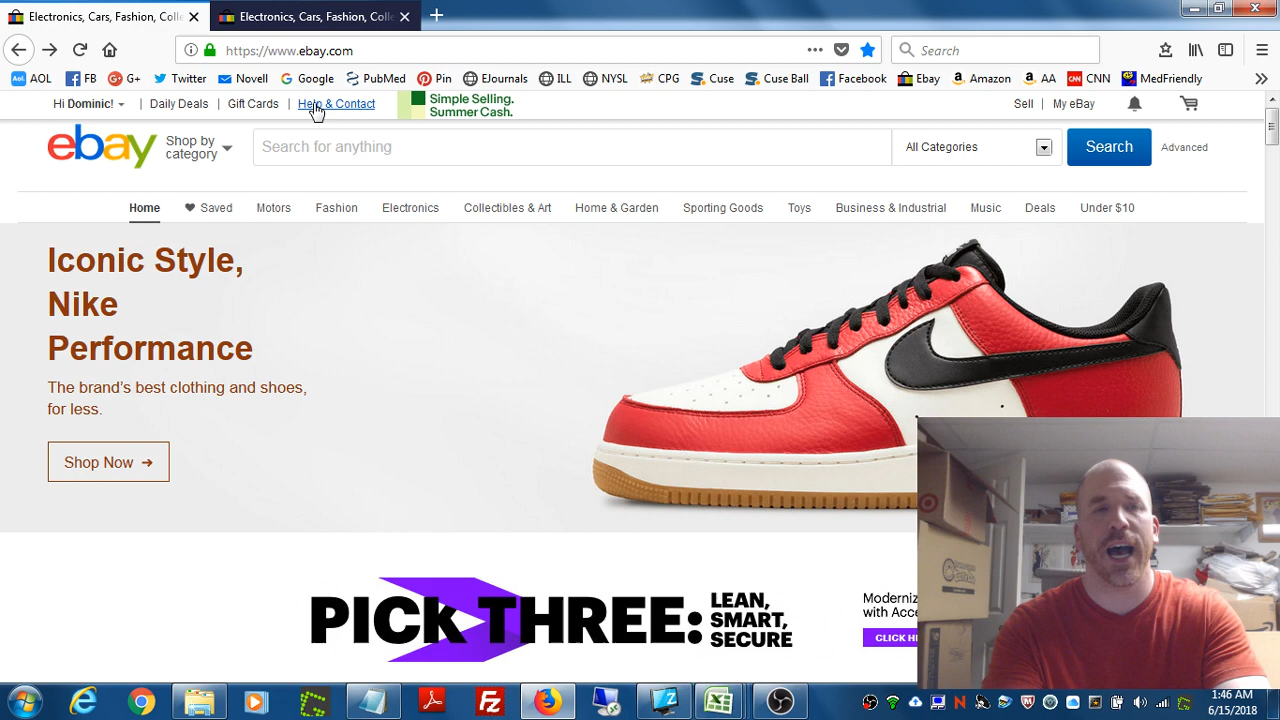 Electronics, Cars, Fashion, Colle
Electronics, Cars, Fashion, Colle
https://www.ebay.com
Search
AOL
FB
G+
Twitter
Novell
Google
PubMed
Pin
EJournals
ILL
NYSL
CPG
Cuse
Cuse Ball
Facebook
Ebay
Amazon
AA
CNN
MedFriendly
Hi Dominic!
Daily Deals
Gift Cards
Help & Contact
Simple Selling.
Summer Cash.
Sell
My eBay
ebay
Shop by
category
Search for anything
All Categories
Search
Advanced
Home
Saved
Motors
Fashion
Electronics
Collectibles & Art
Home & Garden
Sporting Goods
Toys
Business & Industrial
Music
Deals
Under $10
Iconic Style,
Nike
Performance
The brand's best clothing and shoes,
for less.
Shop Now
PICK THREE:
LEAN,
SMART,
SECURE
Moderniz
with Acce
CLICK HE
1:46 AM
6/15/2018